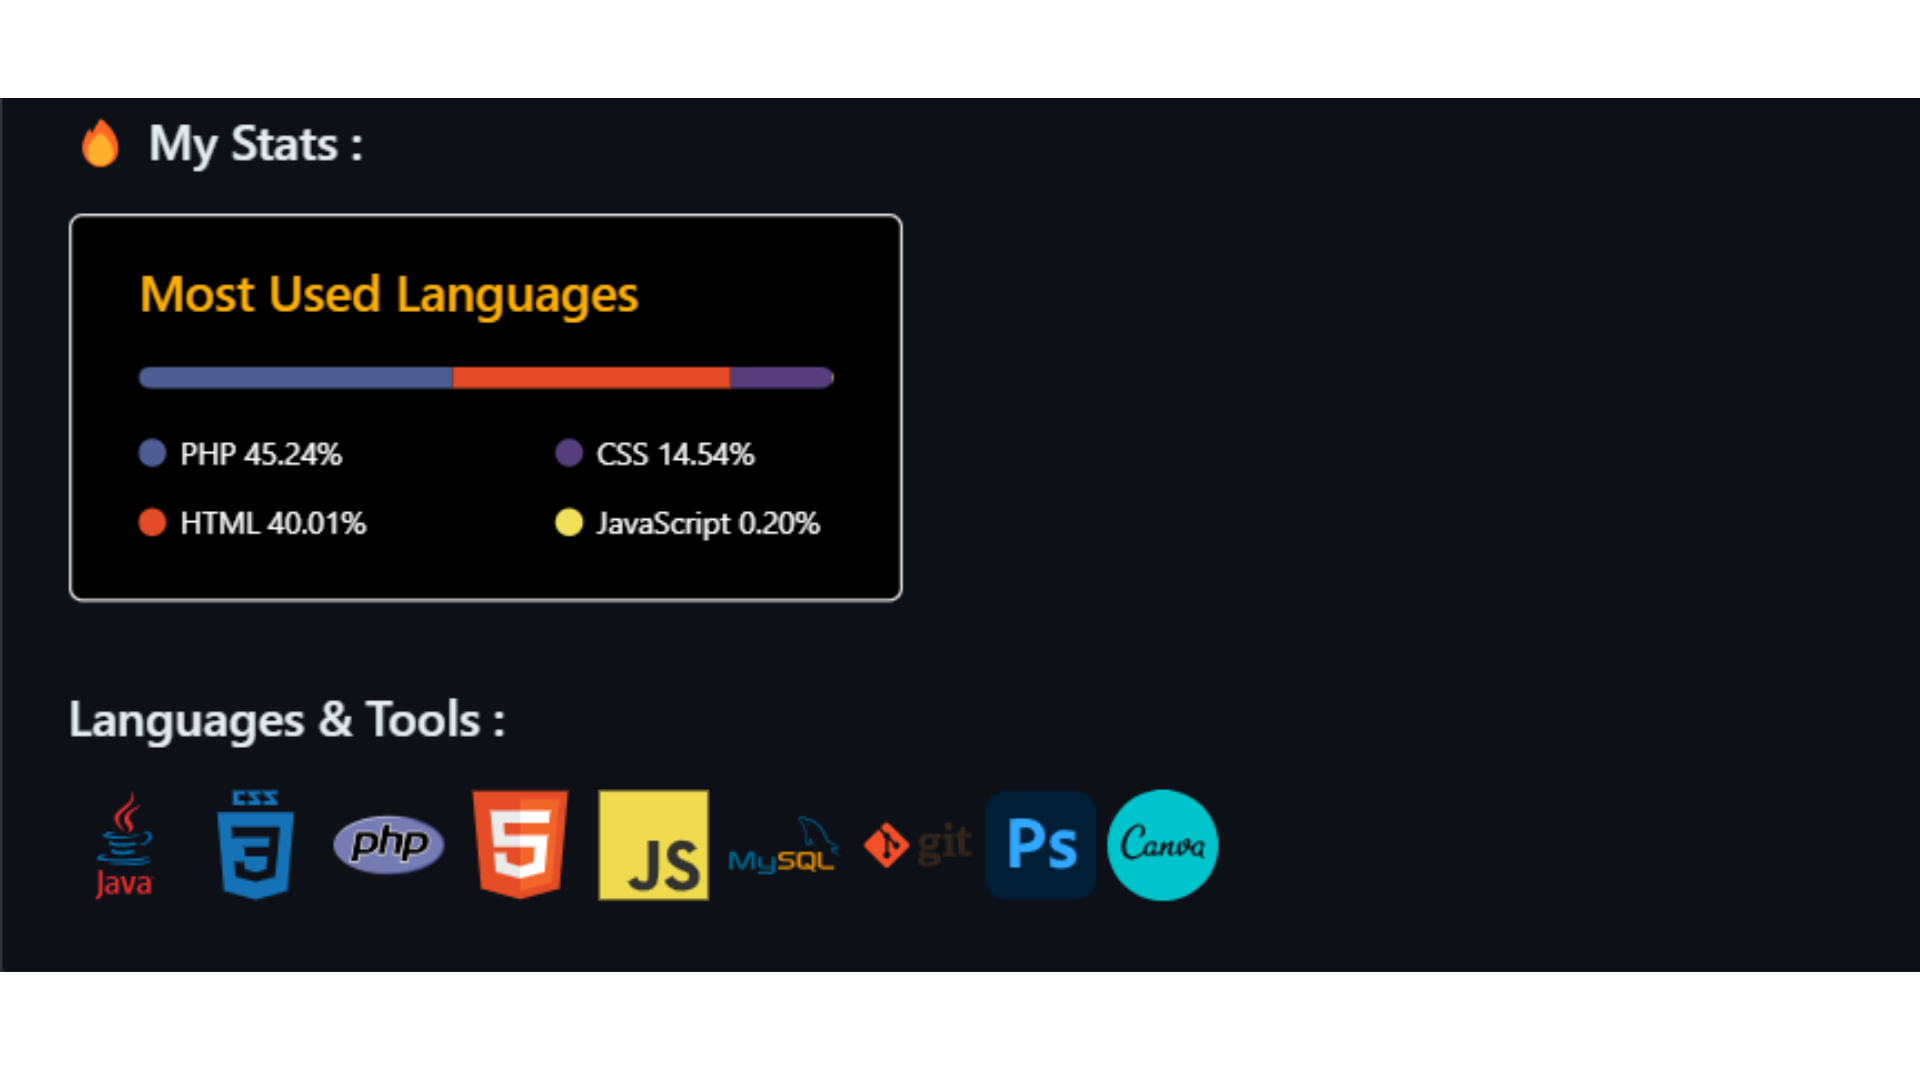 My Stats :
Most Used Languages
PHP 45.24%
CSS 14.54%
HTML 40.01%
JavaScript 0.20%
Languages & Tools :
Java
CSS
3
php
5
JS
MySQL
git
Ps
Canva